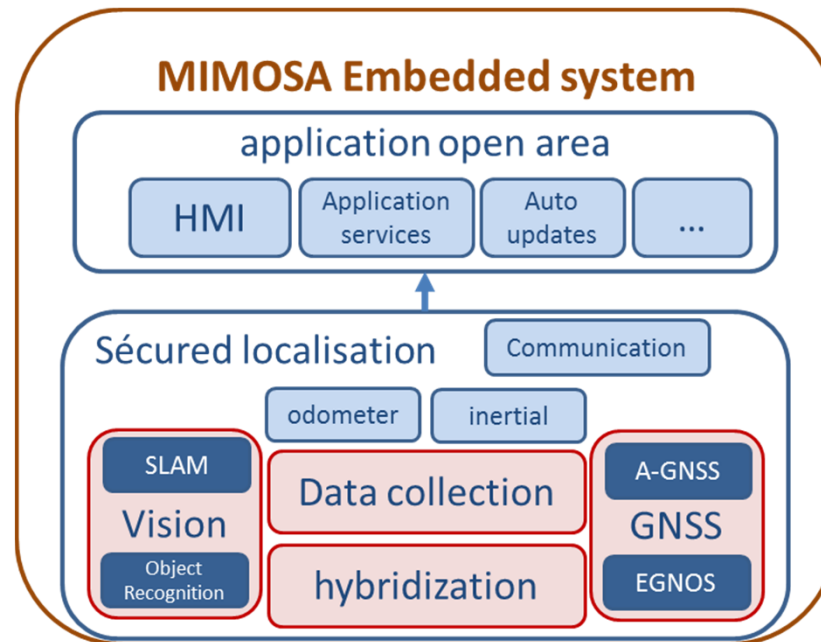 MIMOSA Embedded system
application open area
HMI
Application
services
Auto
updates
...
Sécured localisation
Communication
odometer
inertial
SLAM
Vision
Object
Recognition
Data collection
hybridization
A-GNSS
GNSS
EGNOS